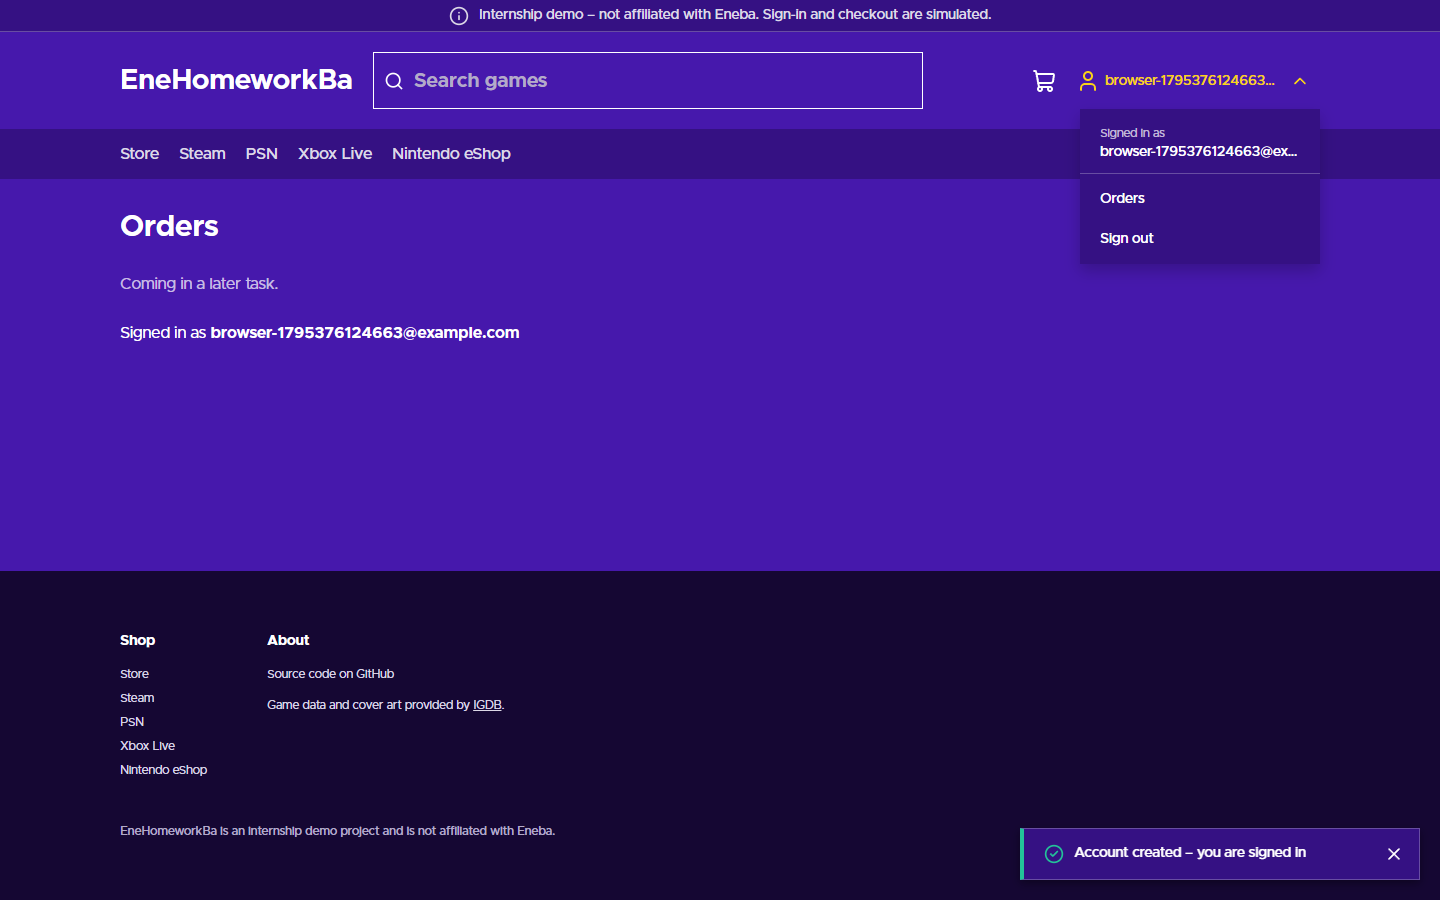 Internship demo – not affiliated with Eneba. Sign-in and checkout are simulated.
EneHomeworkBa
Search games
browser-1795376124663...
Signed in as
browser-1795376124663@ex...
Orders
Sign out
Store Steam PSN Xbox Live Nintendo eShop
Orders
Coming in a later task.
Signed in as browser-1795376124663@example.com
Shop
Store
Steam
PSN
Xbox Live
Nintendo eShop
About
Source code on GitHub
Game data and cover art provided by IGDB.
EneHomeworkBa is an internship demo project and is not affiliated with Eneba.
Account created – you are signed in